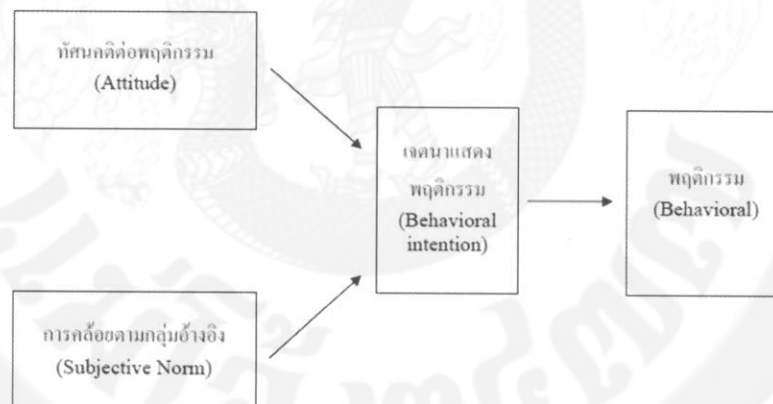 ทัศนคติต่อพฤติกรรม
(Attitude)
เจตนาแสดง
พฤติกรรม
(Behavioral
intention)
พฤติกรรม
(Behavioral)
การคล้อยตามกลุ่มอ้างอิง
(Subjective Norm)